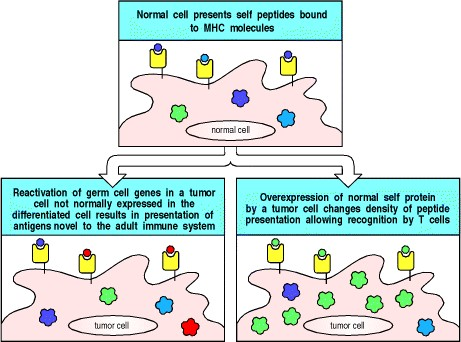 Normal cell presents self peptides bound
to MHC molecules
normal cell
Reactivation of germ cell genes in a tumor
cell not normally expressed in the
differentiated cell results in presentation of
antigens novel to the adult immune system
tumor cell
Overexpression of normal self protein
by a tumor cell changes density of peptide
presentation allowing recognition by T cells
tumor cell